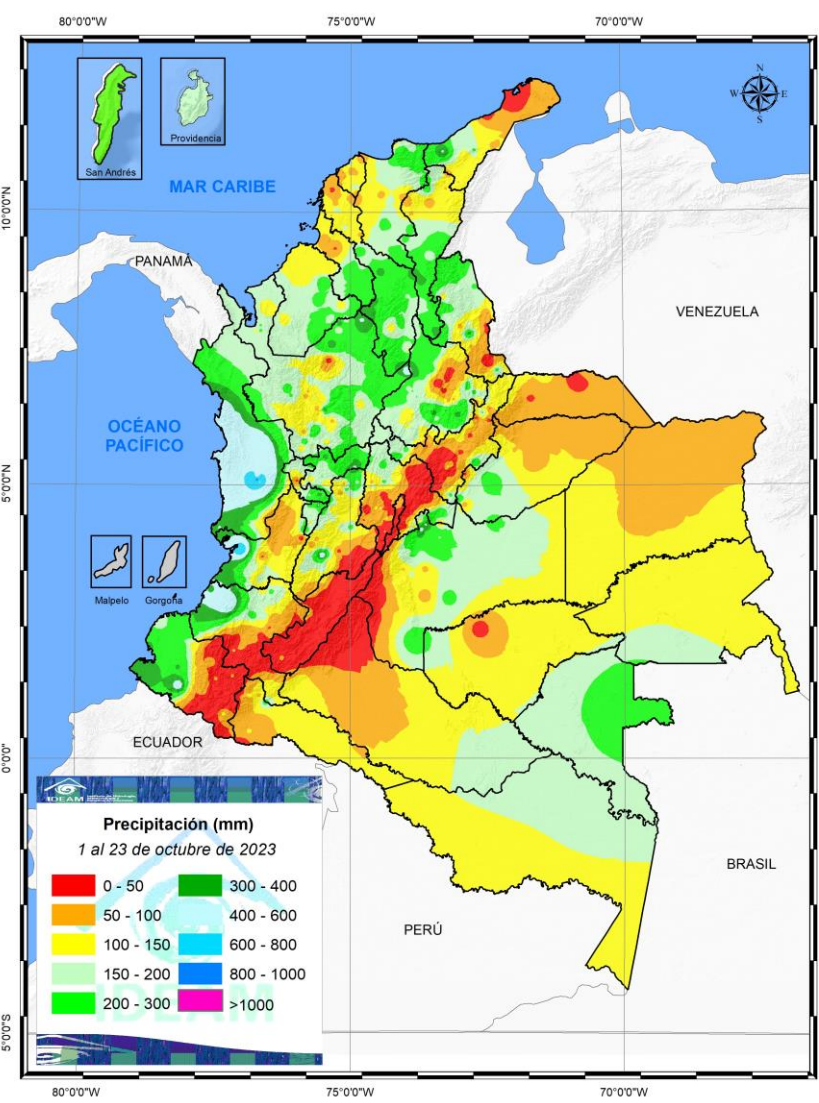 80°0'0"W 75°0'0"W 70°0'0"W
N
W E
S
San Andrés
Providencia
MAR CARIBE
10°0'0"N
PANAMÁ
VENEZUELA
OCÉANO
PACÍFICO
5°0'0"N
Malpelo Gorgona
ECUADOR
0°0'0"
IDEAM
Precipitación (mm)
1 al 23 de octubre de 2023
0 - 50 300 - 400
50 - 100 400 - 600
100 - 150 600 - 800
150 - 200 800 - 1000
200 - 300 >1000
IDEAM
BRASIL
PERÚ
5°0'0"S
80°0'0"W 75°0'0"W 70°0'0"W